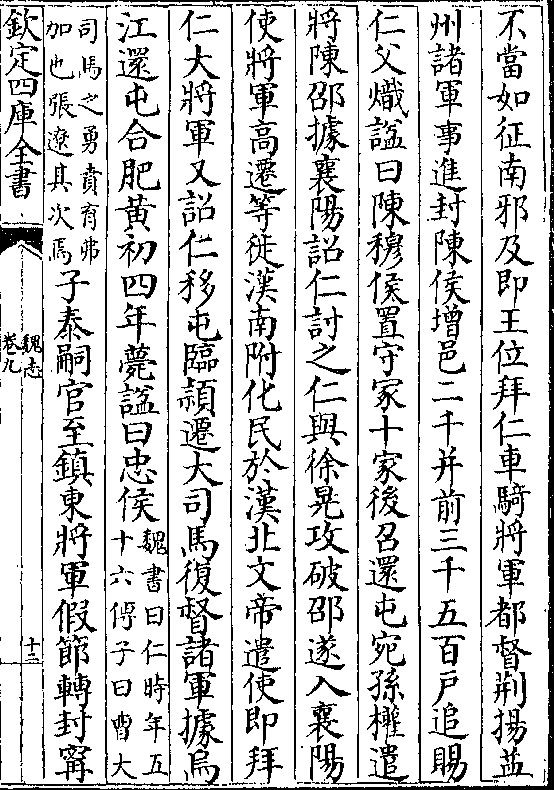 不當如征南邪及即王位拜仁車騎將軍都督荆揚益
州諸軍事進封陳侯增邑二千并前三千五百戸追賜
仁父熾諡曰陳穆侯置守冢十家後召還屯宛孫權遣
將陳邵據襄陽詔仁討之仁與徐晃攻破邵遂入襄陽
使將軍高遷等徙漢南附化民於漢北文帝遣使即拜
仁大將軍又詔仁移屯臨頴遷大司馬復督諸軍據烏
江還屯合肥黄初四年薨諡曰忠侯
魏書曰仁時年五
十六傅子曰曹大
司馬之勇賁育弗
加也張遼其次焉
子泰嗣官至鎮東將軍假節轉封甯
欽定四庫全書
魏志
卷九
十三